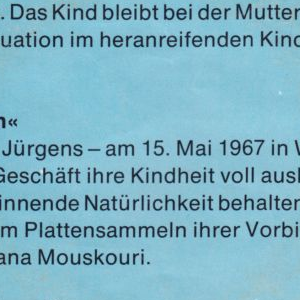 . Das Kind bleibt bei der Mutter
uation im heranreifenden Kind
n«
Jürgens – am 15. Mai 1967 in W
Geschäft ihre Kindheit voll ausl
innende Natürlichkeit behalten
m Plattensammeln ihrer Vorbi
ana Mouskouri.